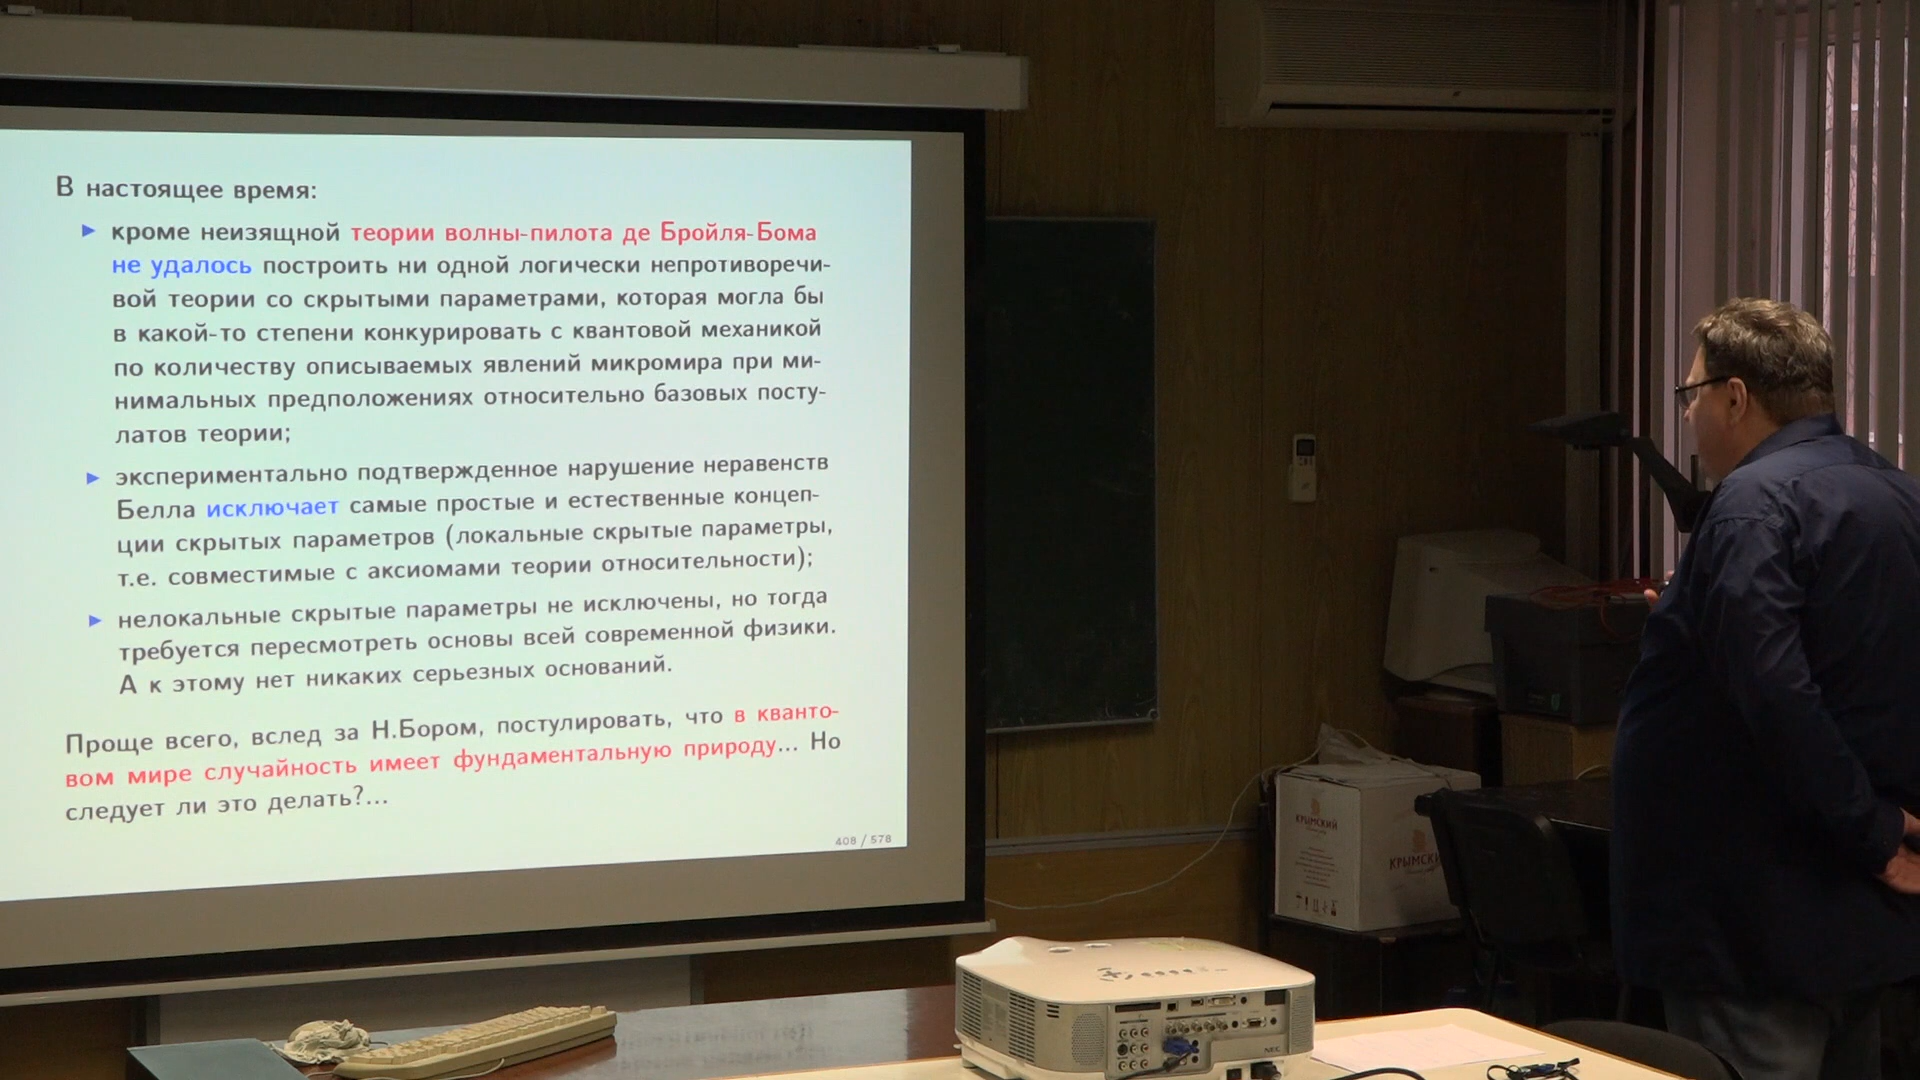 В настоящее время:
▶ кроме неизящной теории волны-пилота де Бройля-Бома
не удалось построить ни одной логически непротиворечи-
вой теории со скрытыми параметрами, которая могла бы
в какой-то степени конкурировать с квантовой механикой
по количеству описываемых явлений микромира при ми-
нимальных предположениях относительно базовых посту-
латов теории;
▶ экспериментально подтвержденное нарушение неравенств
Белла исключает самые простые и естественные концеп-
ции скрытых параметров (локальные скрытые параметры,
т.е. совместимые с аксиомами теории относительности);
▶ нелокальные скрытые параметры не исключены, но тогда
требуется пересмотреть основы всей современной физики.
А к этому нет никаких серьезных оснований.
Проще всего, вслед за Н.Бором, постулировать, что в кванто-
вом мире случайность имеет фундаментальную природу... Но
следует ли это делать?...
408 / 578
КРЫМСКИЙ
КРЫМСКИ
NEC